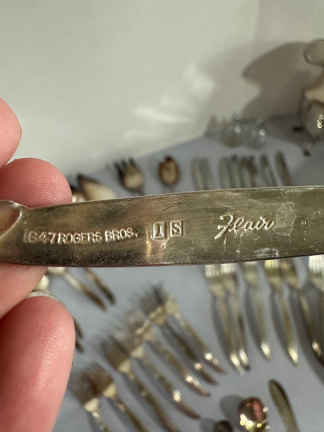 1847 ROGERS BROS. IS Flair